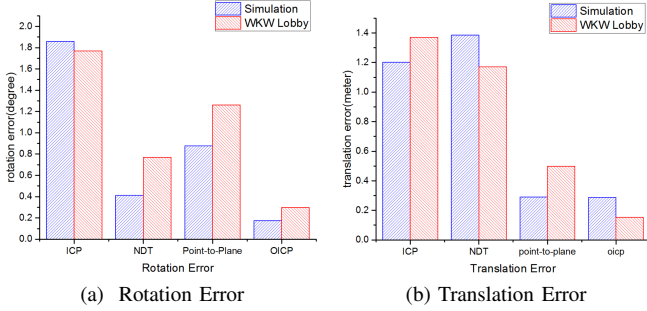 Simulation
WKW Lobby
rotation error(degree)
2.0
1.8
1.6
1.4
1.2
1.0
0.8
0.6
0.4
0.2
0.0
ICP
NDT
Point-to-Plane
OICP
Rotation Error
(a) Rotation Error
Simulation
WKW Lobby
translation error(meter)
1.4
1.2
1.0
0.8
0.6
0.4
0.2
0.0
ICP
NDT
point-to-plane
oicp
Translation Error
(b) Translation Error